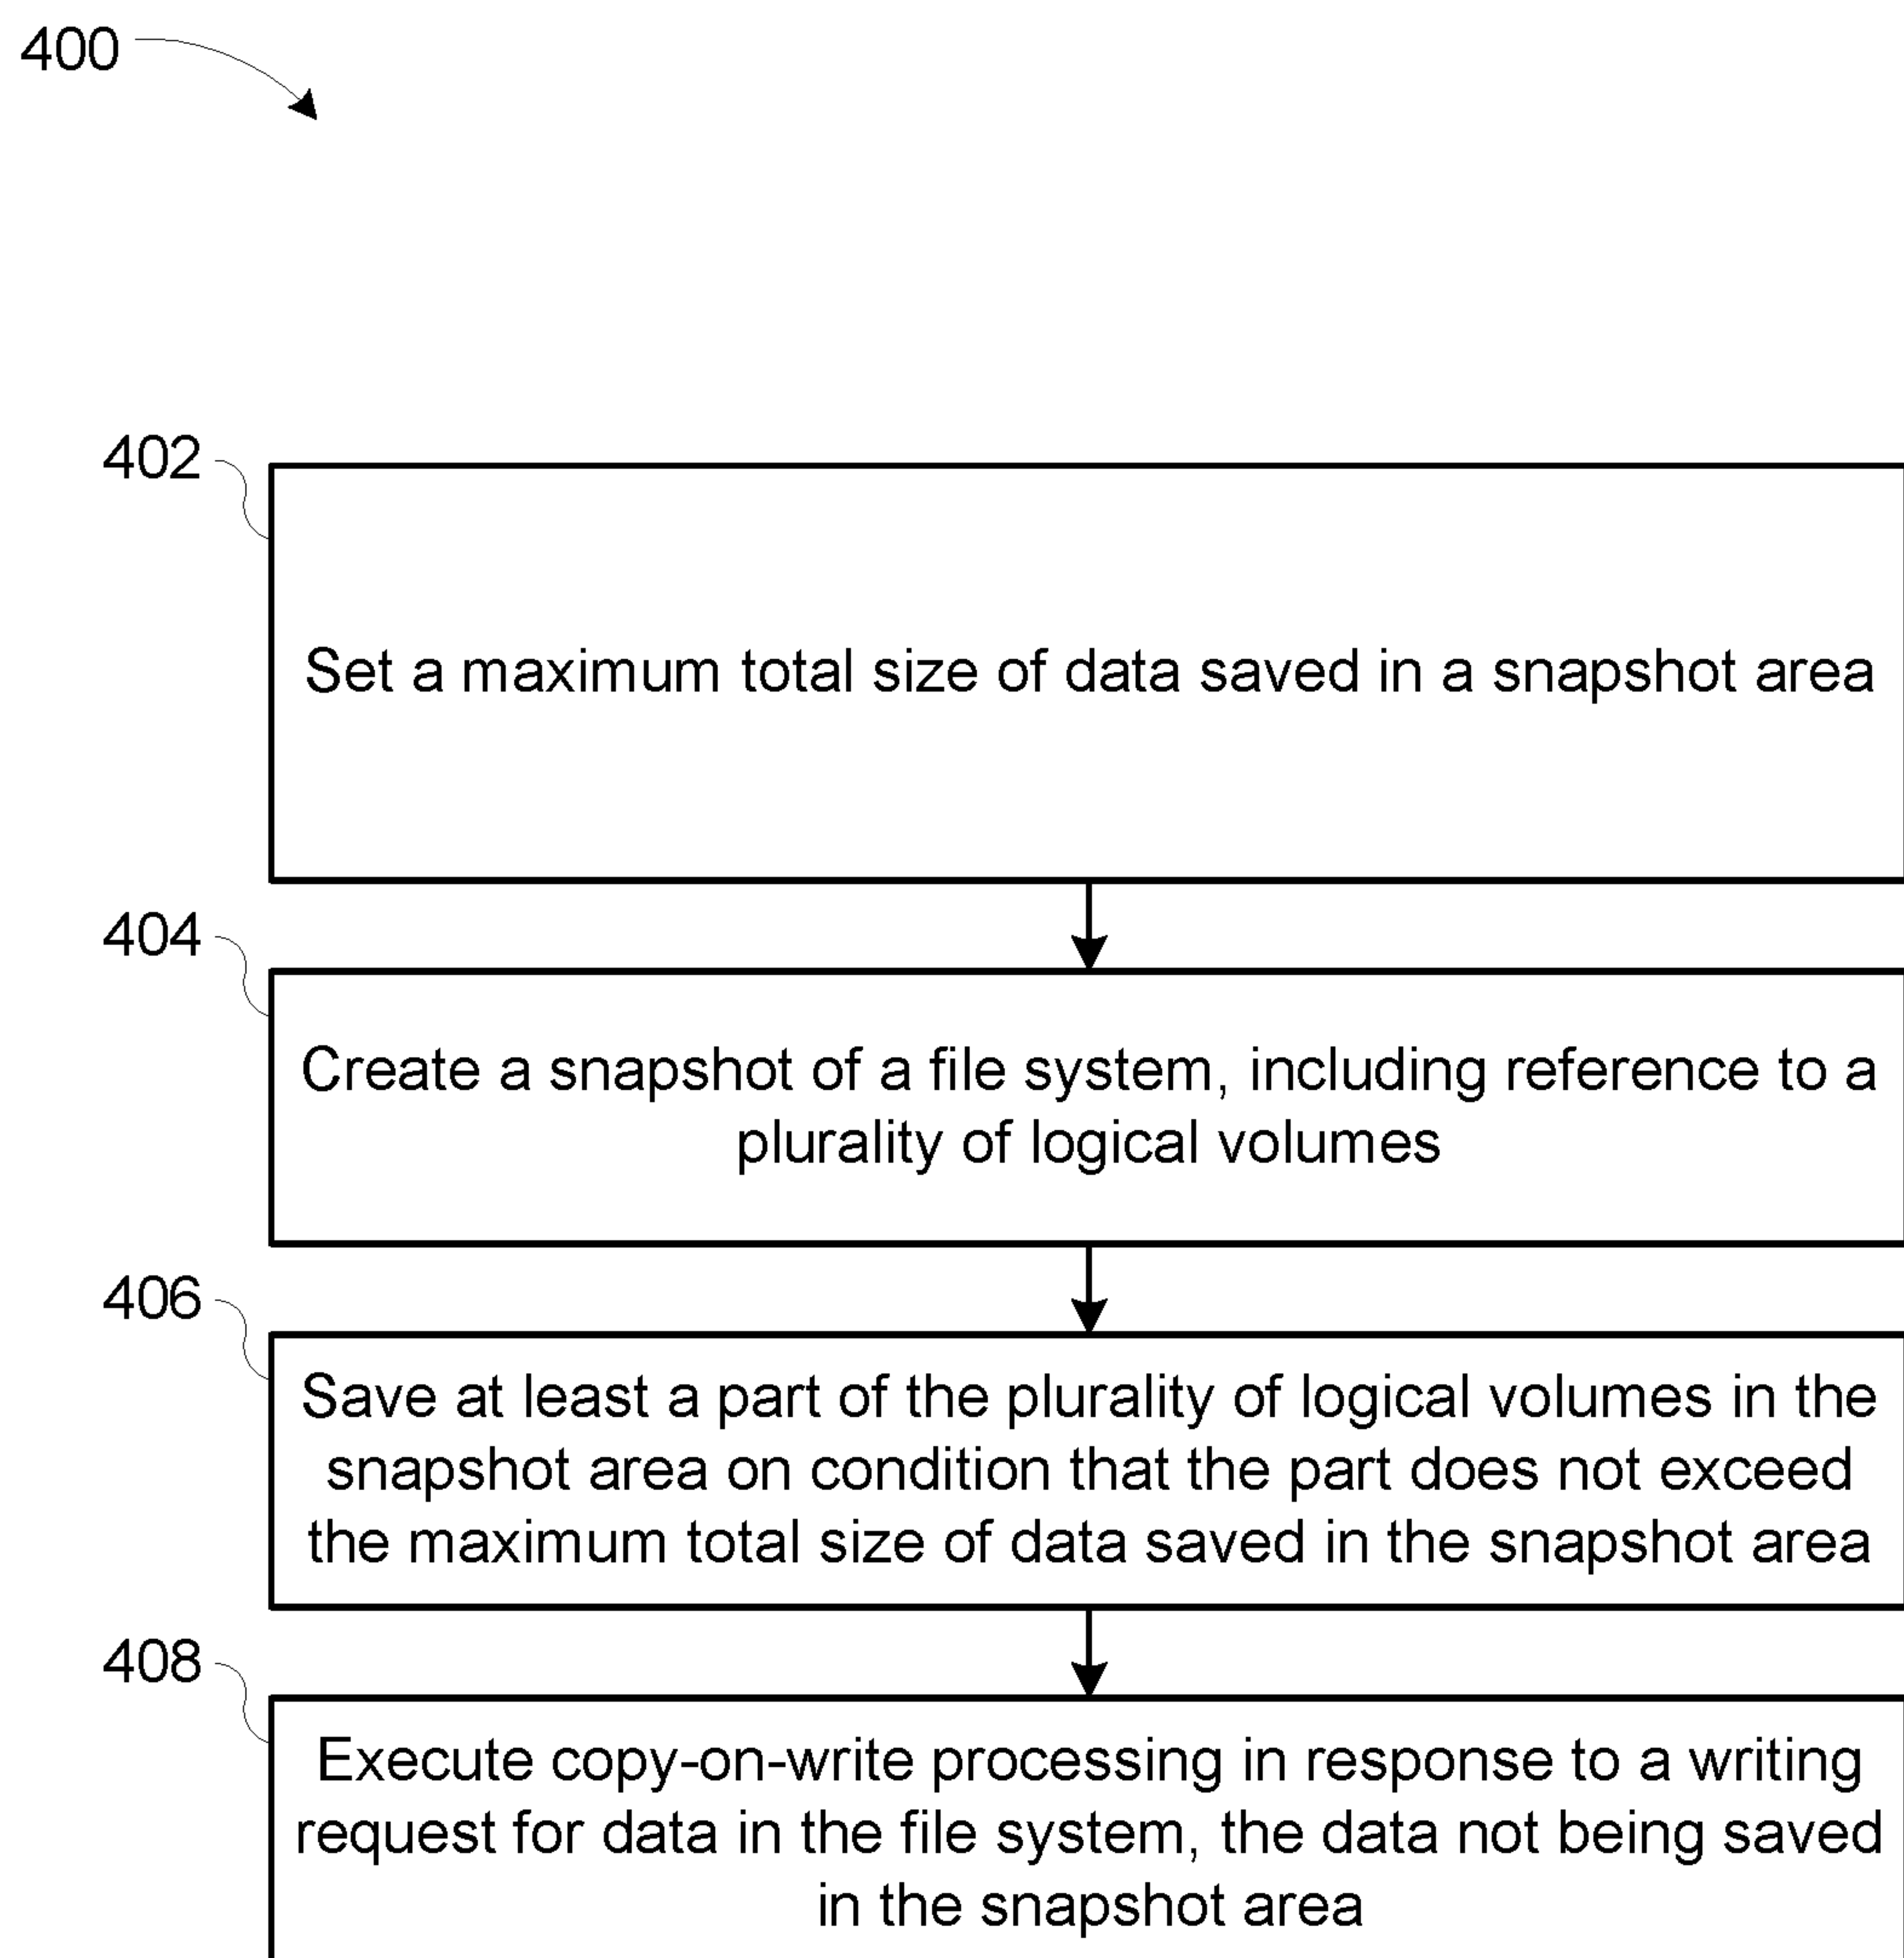 400
402
Set a maximum total size of data saved in a snapshot area
404
Create a snapshot of a file system, including reference to a
plurality of logical volumes
406
Save at least a part of the plurality of logical volumes in the
snapshot area on condition that the part does not exceed
the maximum total size of data saved in the snapshot area
408
Execute copy-on-write processing in response to a writing
request for data in the file system, the data not being saved
in the snapshot area